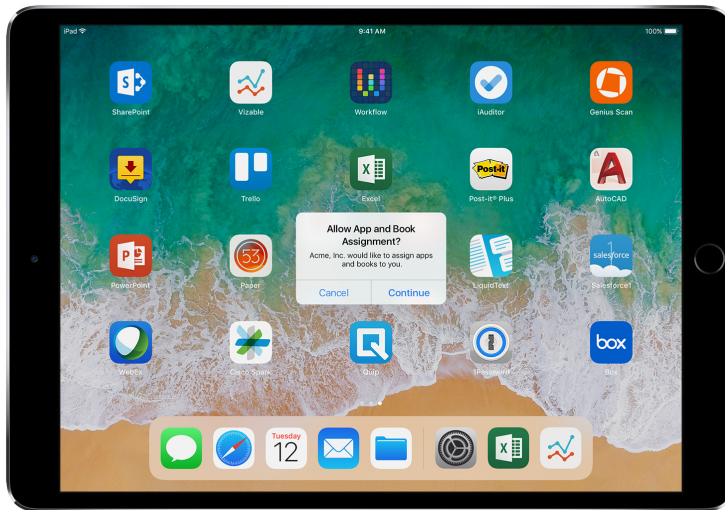 iPad
9:41 AM
100%
SharePoint
Vizable
Workflow
iAuditor
Genius Scan
DocuSign
Trello
Excel
Post-it® Plus
AutoCAD
PowerPoint
Paper
LiquidText
Salesforce1
WebEx
Cisco Spark
Quip
1Password
Box
S
Post-it
A
X
P
53
salesforce
1
box
Allow App and Book
Assignment?
Acme, Inc. would like to assign apps
and books to you.
Cancel
Continue
Tuesday
12
X